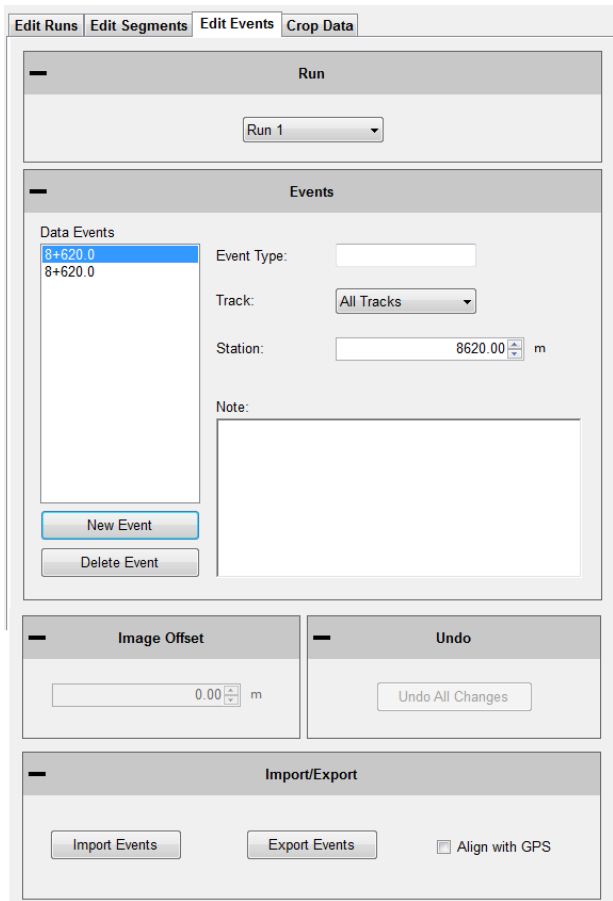 Edit Runs Edit Segments Edit Events Crop Data
Run
Run 1
Events
Data Events
8+620.0
8+620.0
Event Type:
Track: All Tracks
Station: 8620.00 m
Note:
New Event
Delete Event
Image Offset
0.00 m
Undo
Undo All Changes
Import/Export
Import Events Export Events Align with GPS